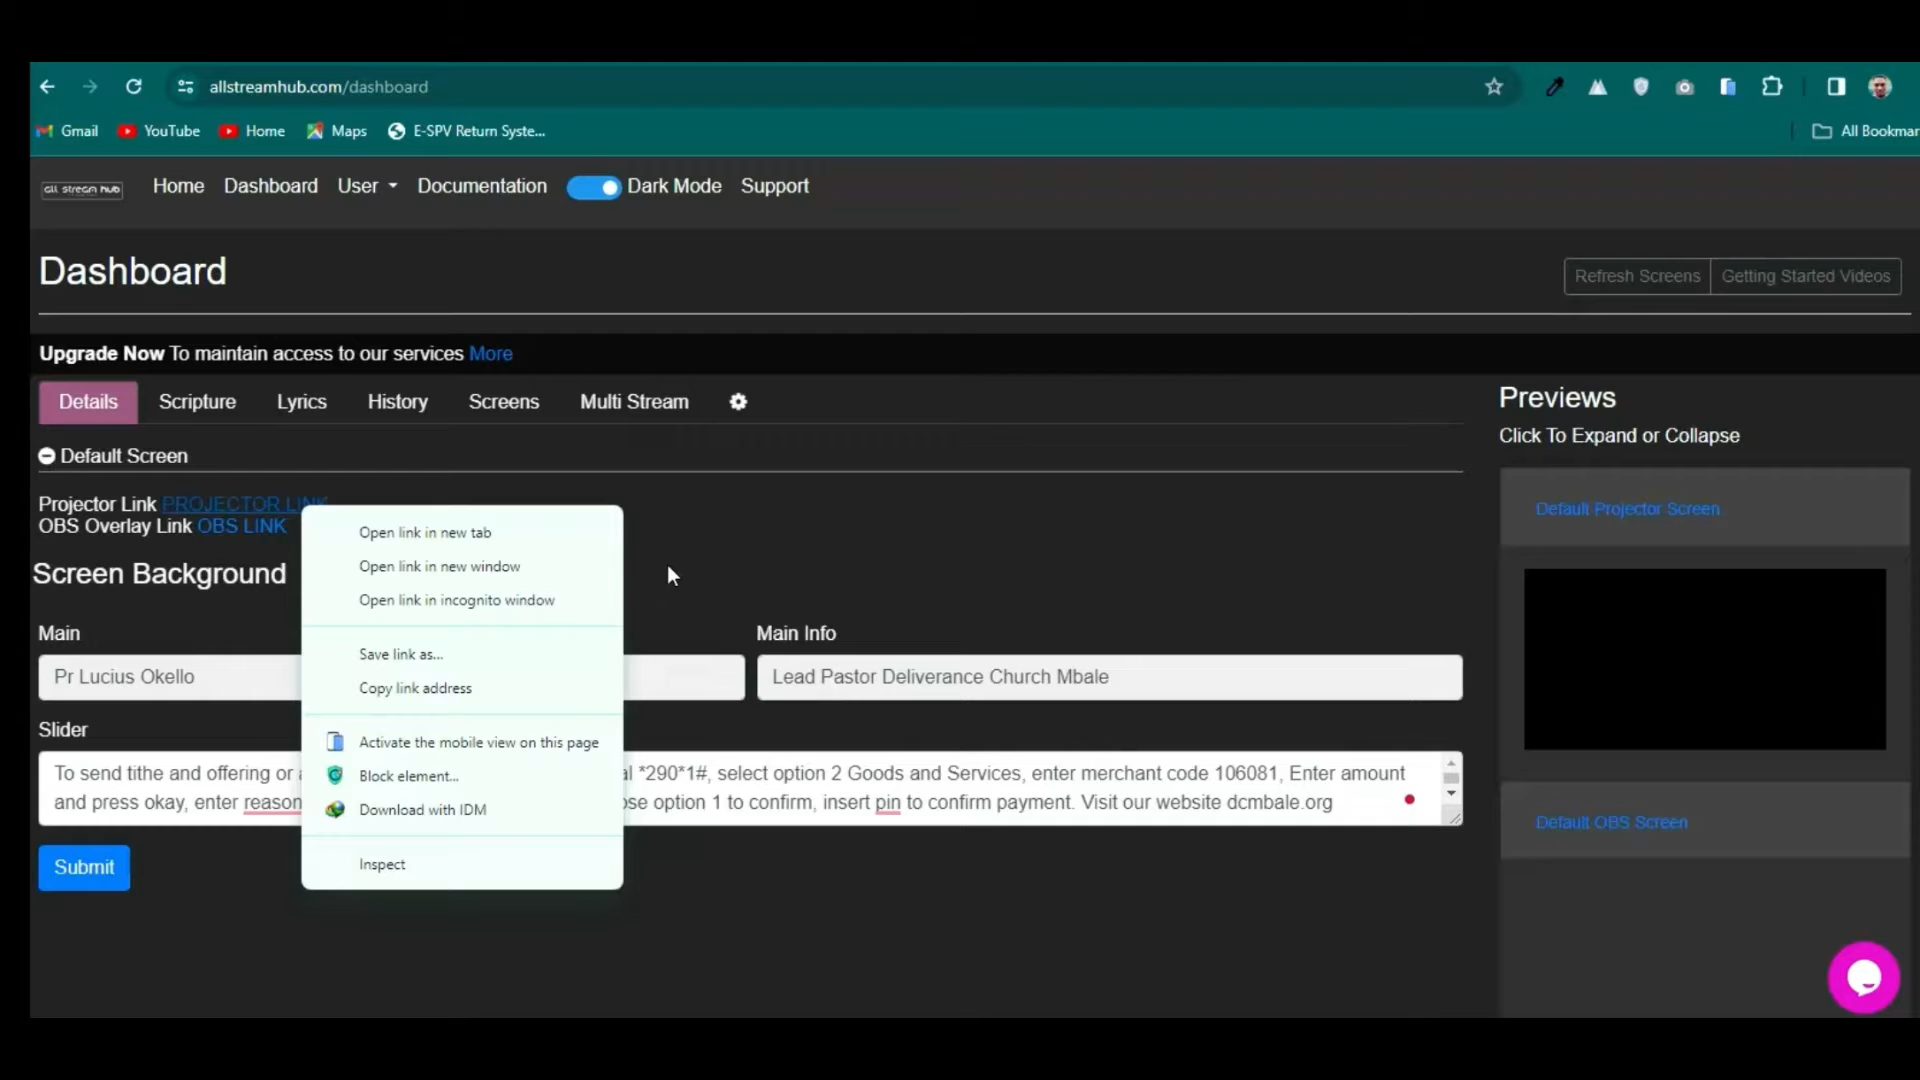 allstreamhub.com/dashboard
Gmail YouTube Home Maps E-SPV Return Syste... All Bookmar
all stream hub Home Dashboard User Documentation Dark Mode Support
Dashboard
Refresh Screens Getting Started Videos
Upgrade Now To maintain access to our services More
Details Scripture Lyrics History Screens Multi Stream
Default Screen
Projector Link PROJECTOR LINK
OBS Overlay Link OBS LINK
Screen Background
Main
Pr Lucius Okello
Main Info
Lead Pastor Deliverance Church Mbale
Slider
To send tithe and offering or al *290*1#, select option 2 Goods and Services, enter merchant code 106081, Enter amount
and press okay, enter reason ose option 1 to confirm, insert pin to confirm payment. Visit our website dcmbale.org
Submit
Open link in new tab
Open link in new window
Open link in incognito window
Save link as...
Copy link address
Activate the mobile view on this page
Block element...
Download with IDM
Inspect
Previews
Click To Expand or Collapse
Default Projector Screen
Default OBS Screen